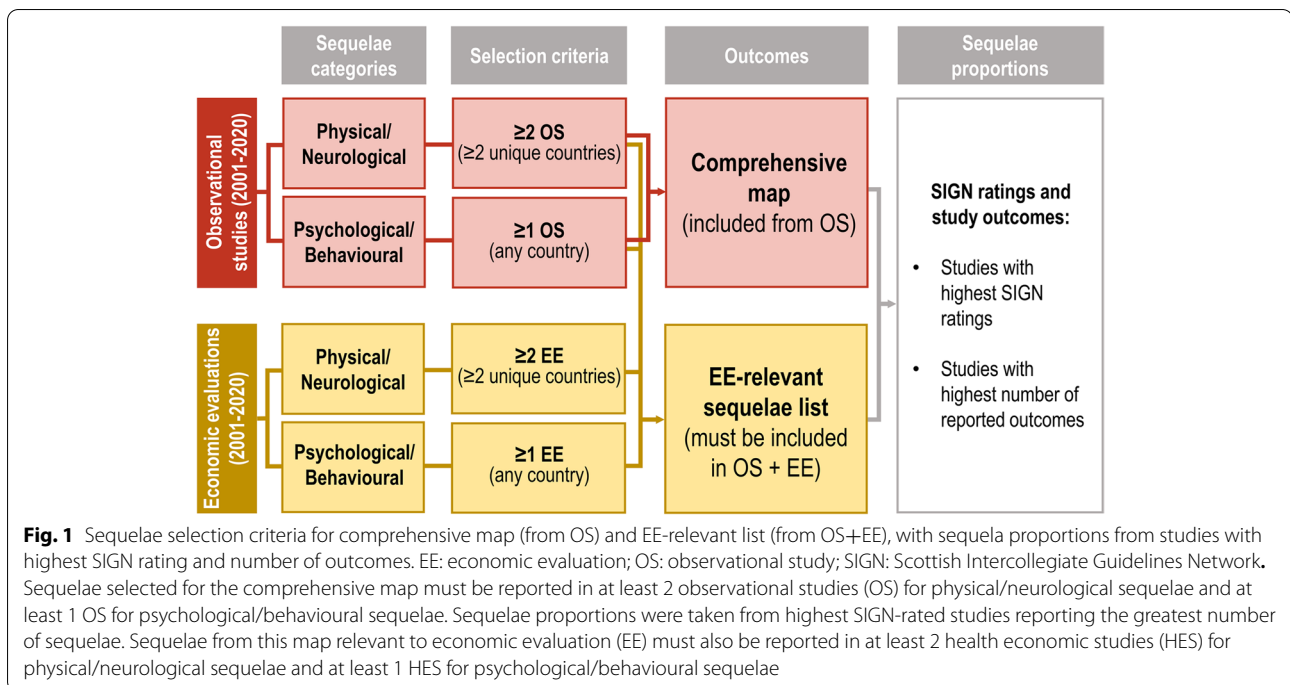 Sequelae
categories
Selection criteria
Outcomes
Sequelae
proportions
Observational
studies (2001-2020)
Physical/
Neurological
≥2 OS
(≥2 unique countries)
Psychological/
Behavioural
≥1 OS
(any country)
Comprehensive
map
(included from OS)
Economic evaluations
(2001-2020)
Physical/
Neurological
≥2 EE
(≥2 unique countries)
Psychological/
Behavioural
≥1 EE
(any country)
EE-relevant
sequelae list
(must be included
in OS + EE)
SIGN ratings and
study outcomes:
• Studies with
highest SIGN
ratings
• Studies with
highest number of
reported outcomes
Fig. 1 Sequelae selection criteria for comprehensive map (from OS) and EE-relevant list (from OS+EE), with sequela proportions from studies with
highest SIGN rating and number of outcomes. EE: economic evaluation; OS: observational study; SIGN: Scottish Intercollegiate Guidelines Network.
Sequelae selected for the comprehensive map must be reported in at least 2 observational studies (OS) for physical/neurological sequelae and at
least 1 OS for psychological/behavioural sequelae. Sequelae proportions were taken from highest SIGN-rated studies reporting the greatest number
of sequelae. Sequelae from this map relevant to economic evaluation (EE) must also be reported in at least 2 health economic studies (HES) for
physical/neurological sequelae and at least 1 HES for psychological/behavioural sequelae